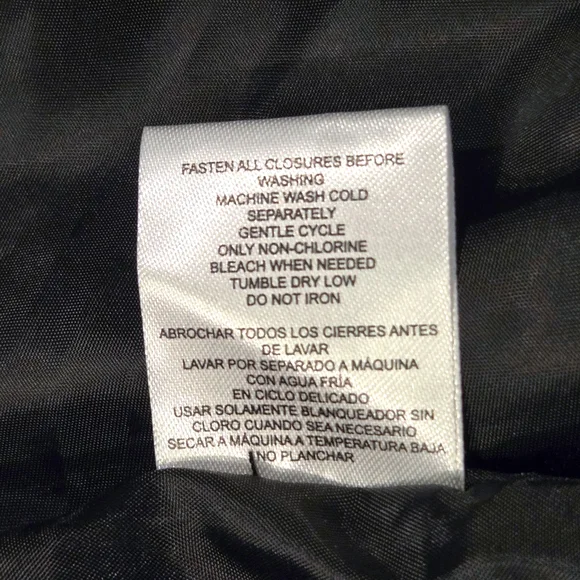 FASTEN ALL CLOSURES BEFORE
WASHING
MACHINE WASH COLD
SEPARATELY
GENTLE CYCLE
ONLY NON-CHLORINE
BLEACH WHEN NEEDED
TUMBLE DRY LOW
DO NOT IRON
ABROCHAR TODOS LOS CIERRES ANTES
DE LAVAR
LAVAR POR SEPARADO A MÁQUINA
CON AGUA FRÍA
EN CICLO DELICADO
USAR SOLAMENTE BLANQUEADOR SIN
CLORO CUANDO SEA NECESARIO
SECAR A MÁQUINA A TEMPERATURA BAJA
NO PLANCHAR